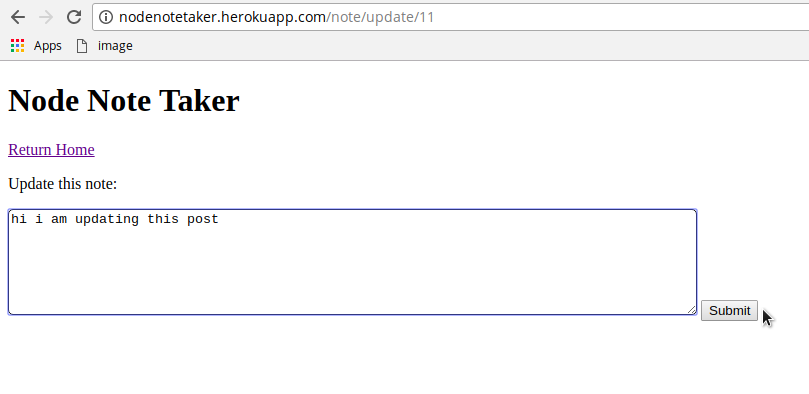 nodenotetaker.herokuapp.com/note/update/11
Apps image
Node Note Taker
Return Home
Update this note:
hi i am updating this post
Submit